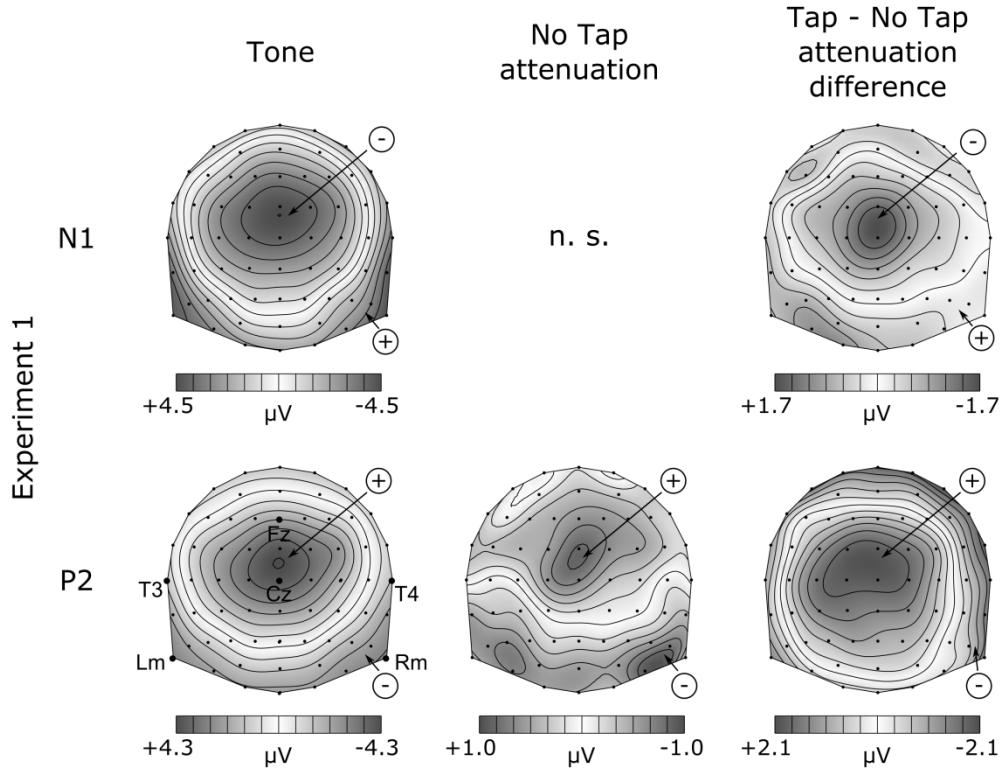 Tone
No Tap
attenuation
Tap - No Tap
attenuation
difference
Experiment 1
N1
-
+
n. s.
-
+
+4.5 -4.5
µV
+1.7 -1.7
µV
P2
+
Fz
Cz
T3 T4
Lm Rm
-
+
-
+
-
+4.3 -4.3
µV
+1.0 -1.0
µV
+2.1 -2.1
µV